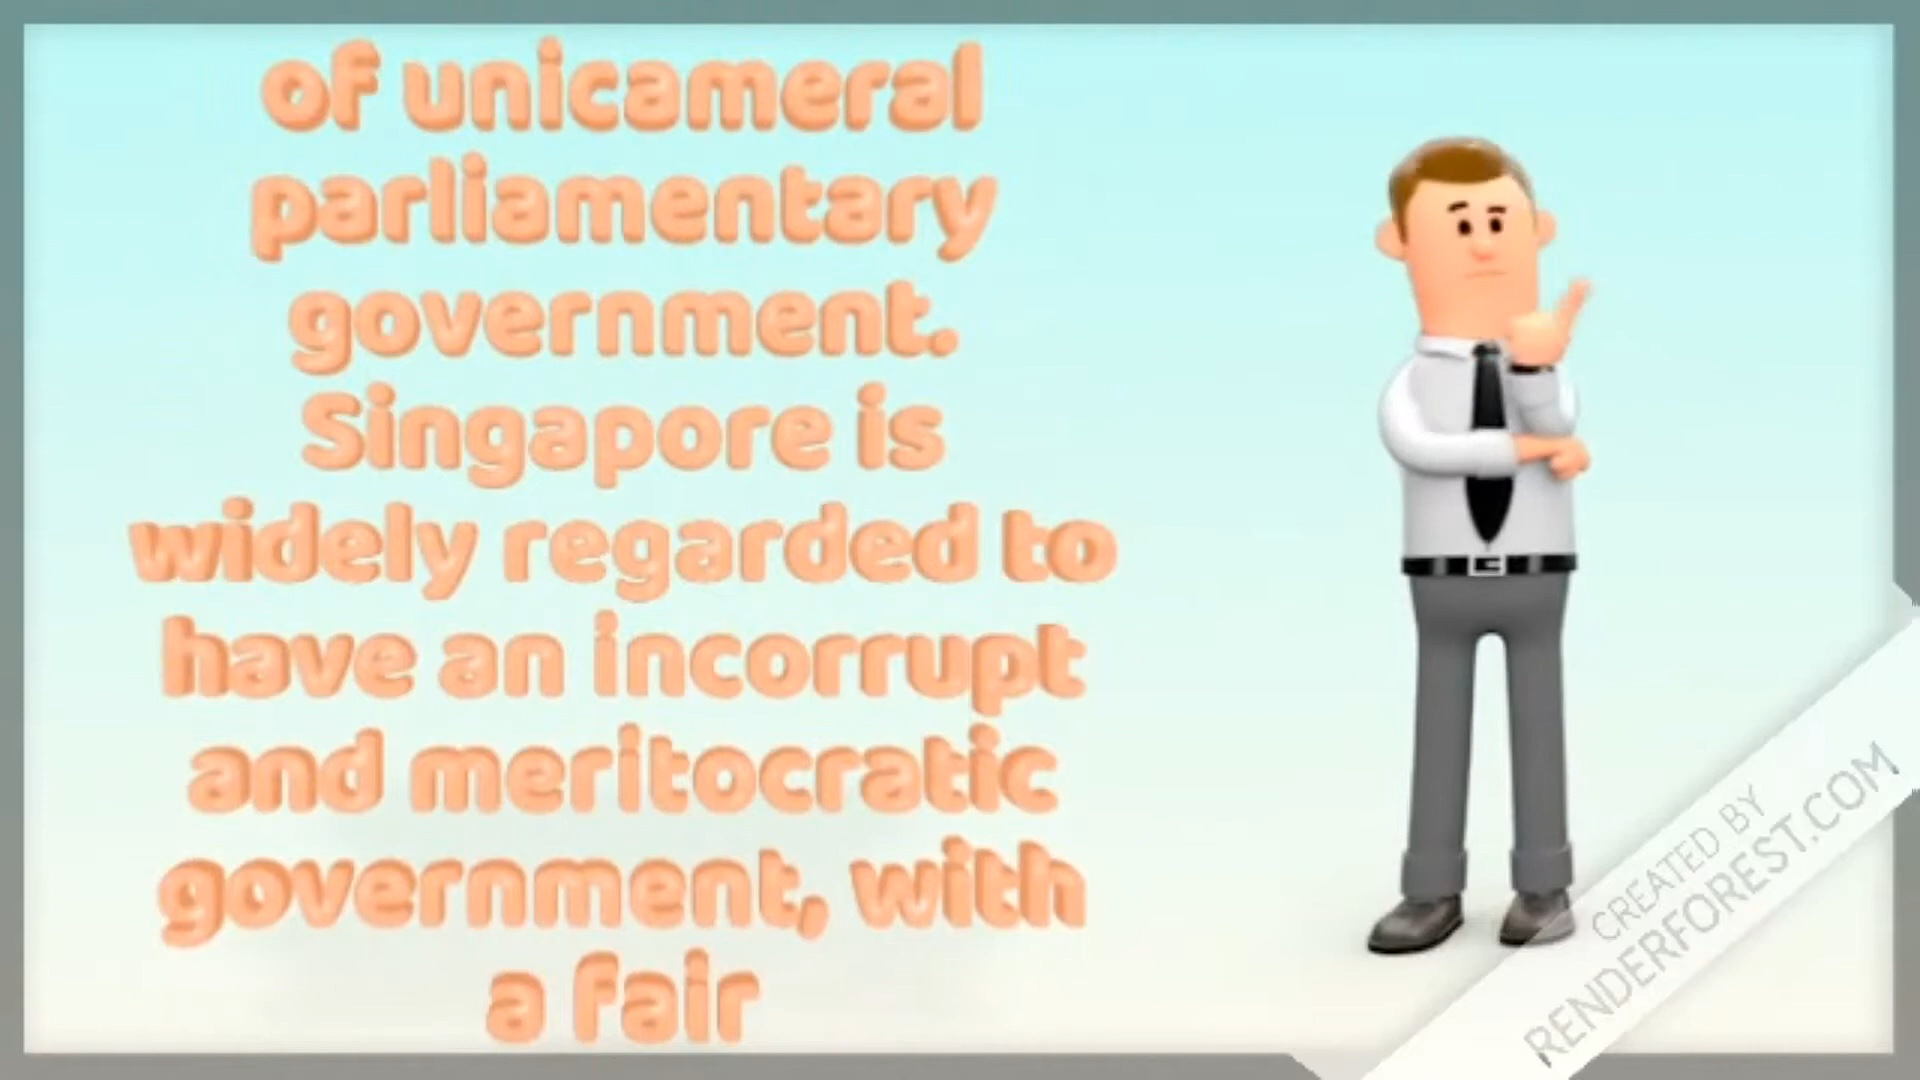 of unicameral
parliamentary
government.
Singapore is
widely regarded to
have an incorrupt
and meritocratic
government, with
a fair
CREATED BY
RENDERFOREST.COM